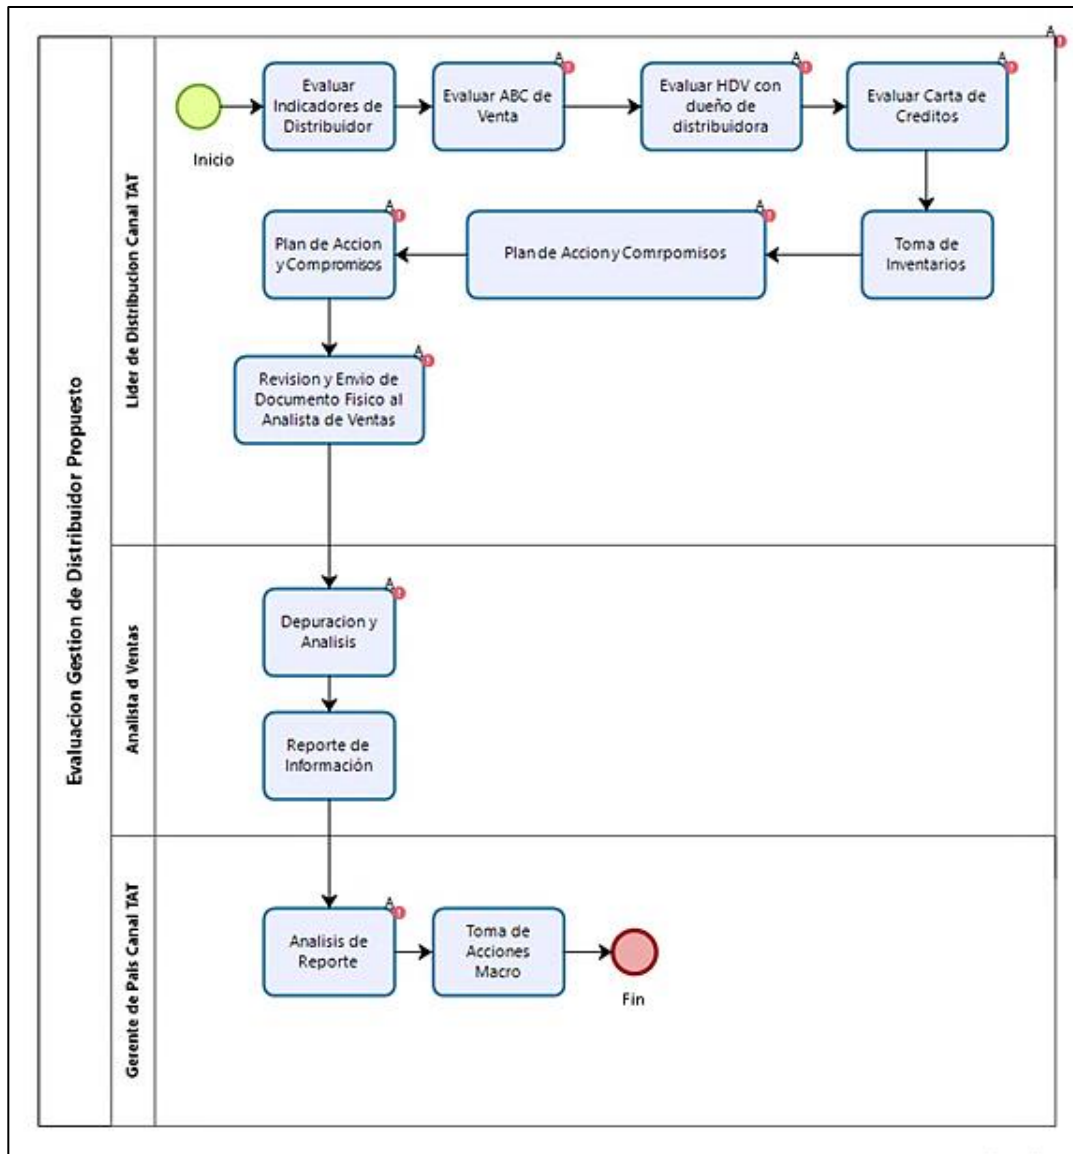 Evaluacion Gestion de Distribuidor Propuesto
Lider de Distribucion Canal TAT
Inicio
Evaluar
Indicadores de
Distribuidor
A
Evaluar ABC de
Venta
A
Evaluar HDV con
dueño de
distribuidora
A
Evaluar Carta de
Creditos
A
Toma de
Inventarios
A
Plan de Accion y Comrpomisos
A
Plan de Accion
y Compromisos
A
Revision y Envio de
Documento Fisico al
Analista de Ventas
Analista d Ventas
A
Depuracion y
Analisis
Reporte de
Información
Gerente de Pais Canal TAT
A
Analisis de
Reporte
Toma de
Acciones
Macro
Fin